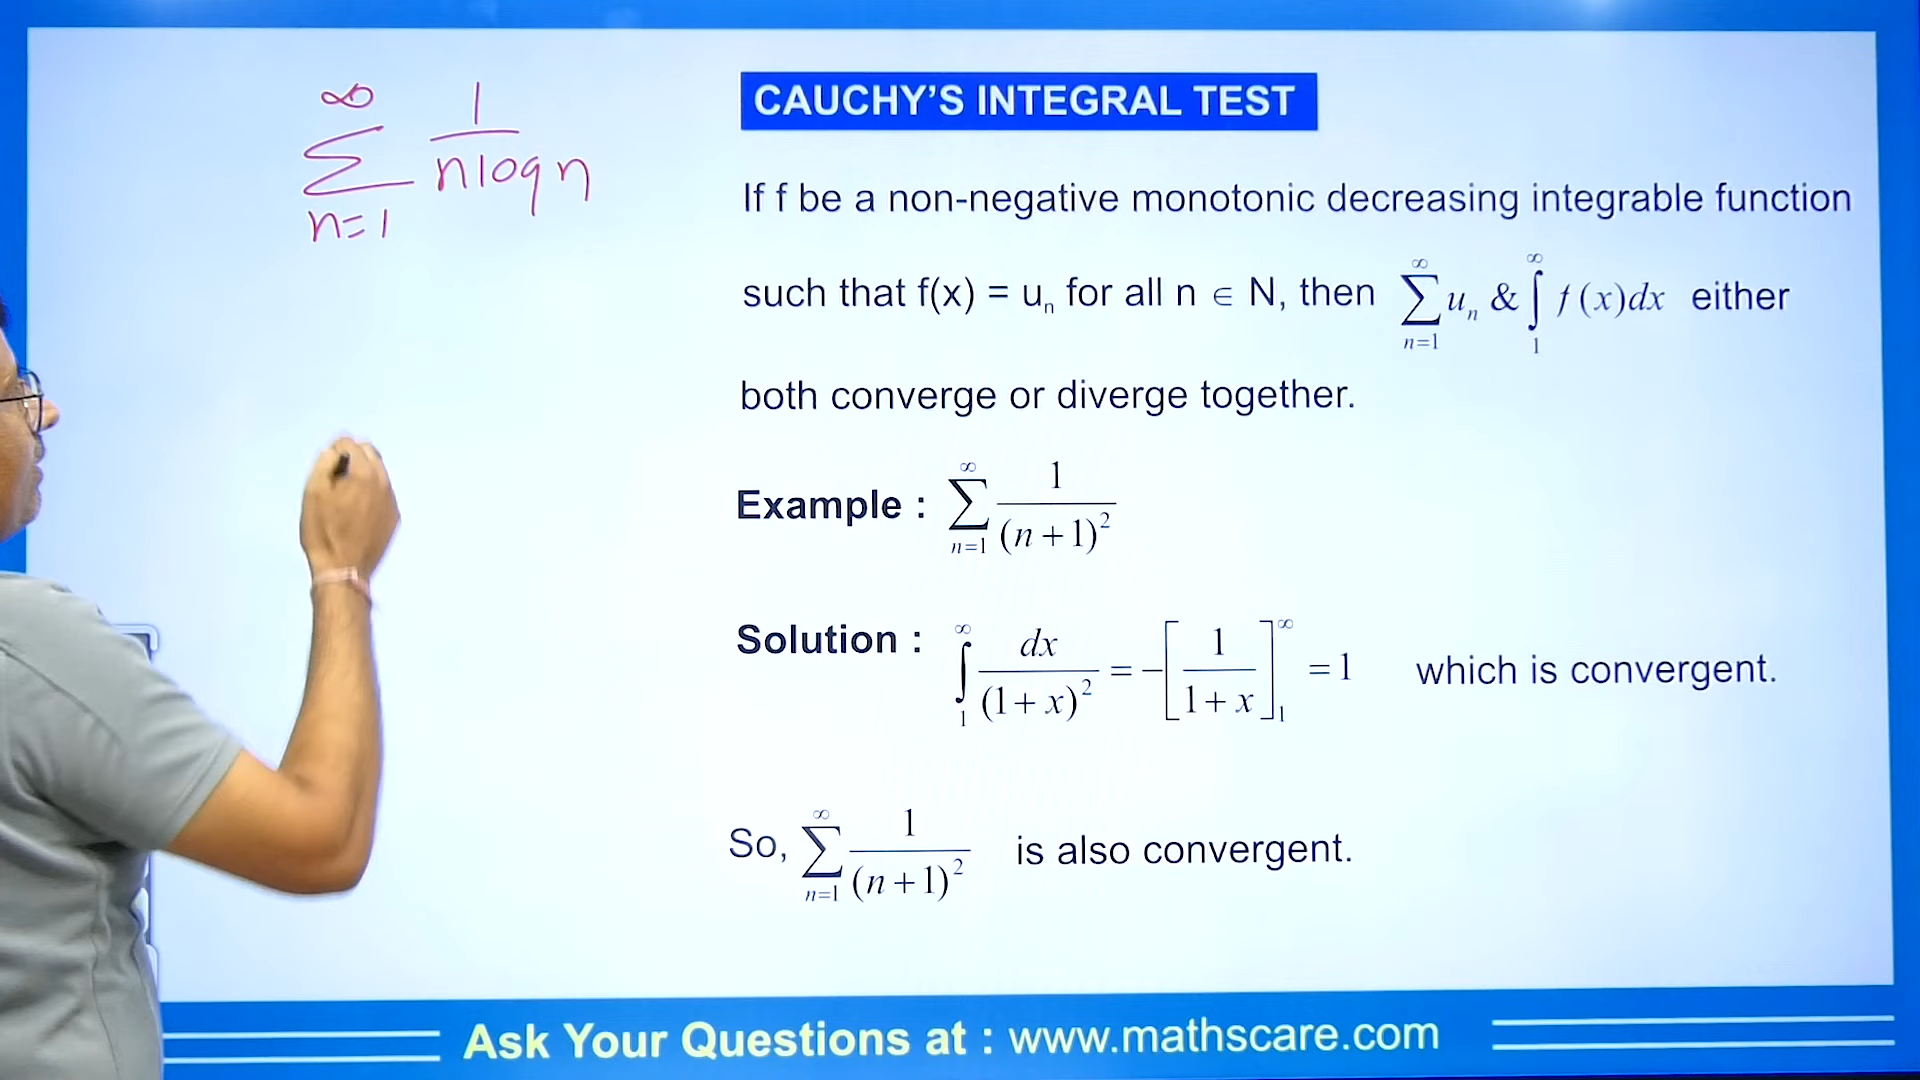 ∞ 1
∑ n log n
n=1
CAUCHY'S INTEGRAL TEST
If f be a non-negative monotonic decreasing integrable function
such that f(x) = uₙ for all n ∈ N, then ∑_{n=1}^{∞} uₙ & ∫_{1}^{∞} f(x)dx either
both converge or diverge together.
Example : ∑_{n=1}^{∞} 1/(n+1)²
Solution : ∫_{1}^{∞} dx/(1+x)² = −[1/(1+x)]_{1}^{∞} = 1 which is convergent.
So, ∑_{n=1}^{∞} 1/(n+1)² is also convergent.
Ask Your Questions at : www.mathscare.com